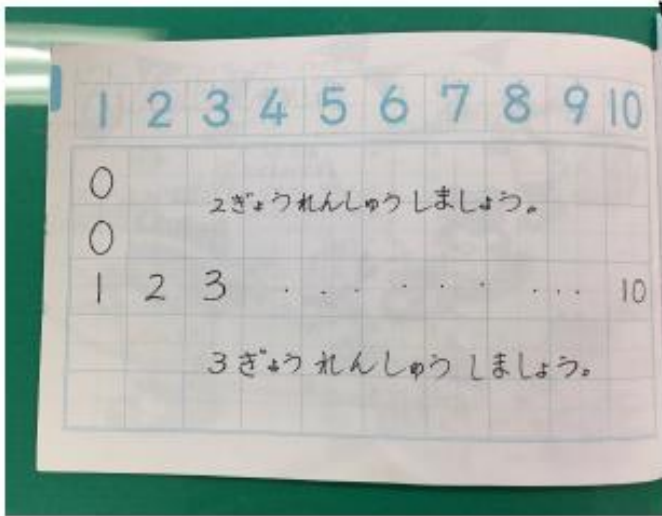 1 2 3 4 5 6 7 8 9 10
0
2ぎょうれんしゅうしましょう。
0
1 2 3 . . . . . . . . . 10
3ぎょうれんしゅうしましょう。